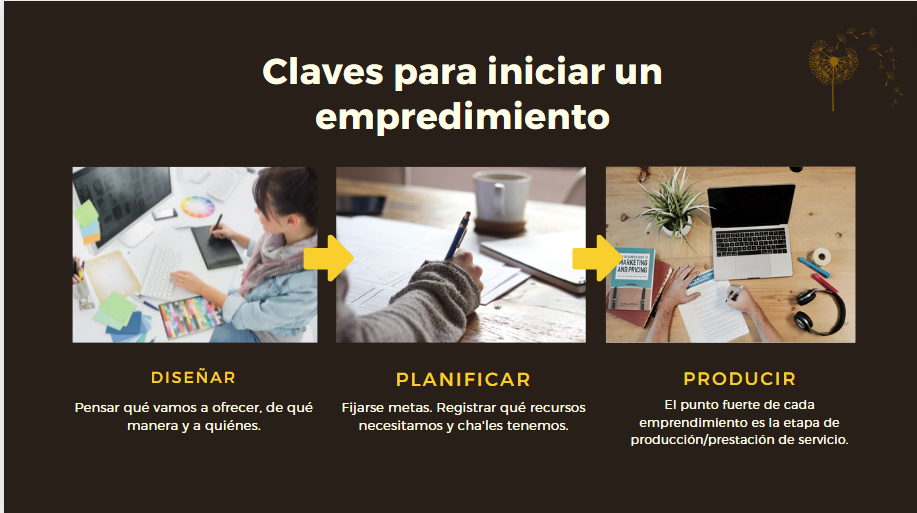 Claves para iniciar un
empredimiento
MARKETING
AND PRICING
DISEÑAR
Pensar qué vamos a ofrecer, de qué
manera y a quiénes.
PLANIFICAR
Fijarse metas. Registrar qué recursos
necesitamos y cha'les tenemos.
PRODUCIR
El punto fuerte de cada
emprendimiento es la etapa de
producción/prestación de servicio.